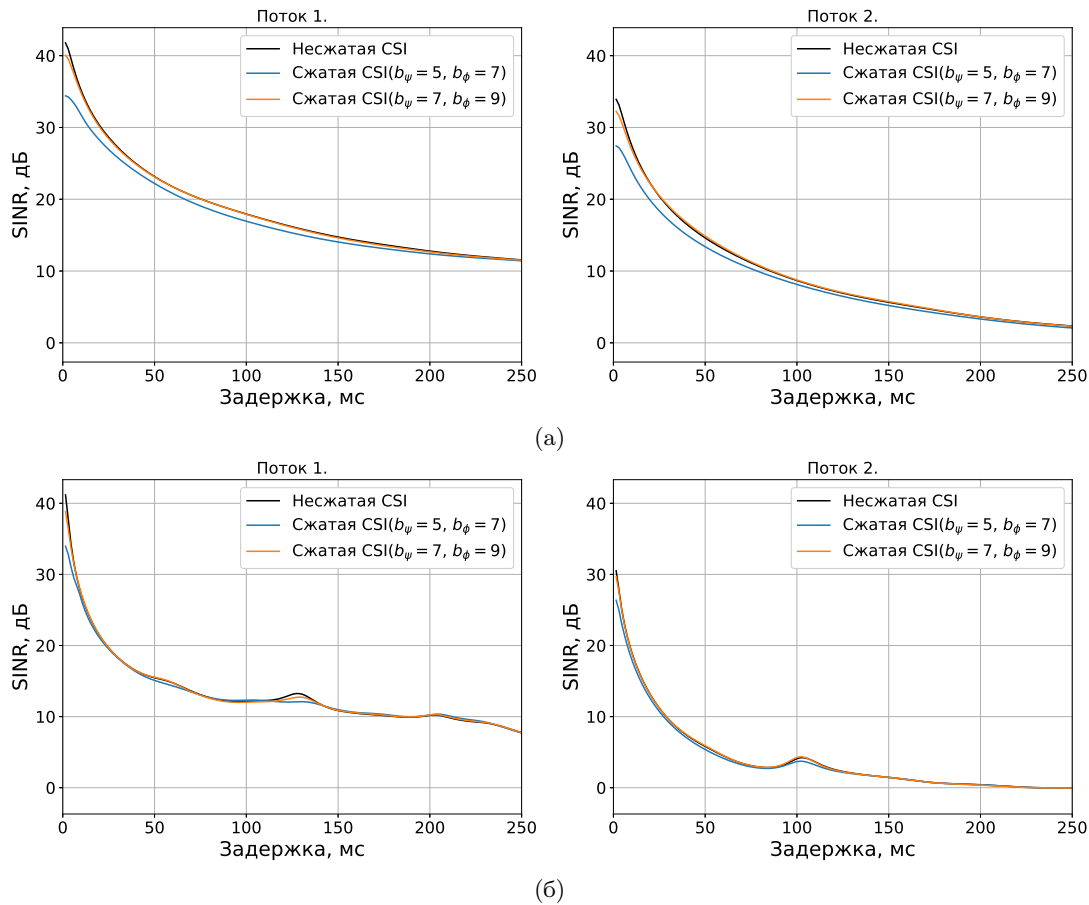 Поток 1.
40
30
20
10
0
SINR, дБ
Несжатая CSI
Сжатая CSI(b_ψ = 5, b_ϕ = 7)
Сжатая CSI(b_ψ = 7, b_ϕ = 9)
0 50 100 150 200 250
Задержка, мс
Поток 2.
40
30
20
10
0
SINR, дБ
Несжатая CSI
Сжатая CSI(b_ψ = 5, b_ϕ = 7)
Сжатая CSI(b_ψ = 7, b_ϕ = 9)
0 50 100 150 200 250
Задержка, мс
(а)
Поток 1.
40
30
20
10
0
SINR, дБ
Несжатая CSI
Сжатая CSI(b_ψ = 5, b_ϕ = 7)
Сжатая CSI(b_ψ = 7, b_ϕ = 9)
0 50 100 150 200 250
Задержка, мс
Поток 2.
40
30
20
10
0
SINR, дБ
Несжатая CSI
Сжатая CSI(b_ψ = 5, b_ϕ = 7)
Сжатая CSI(b_ψ = 7, b_ϕ = 9)
0 50 100 150 200 250
Задержка, мс
(б)